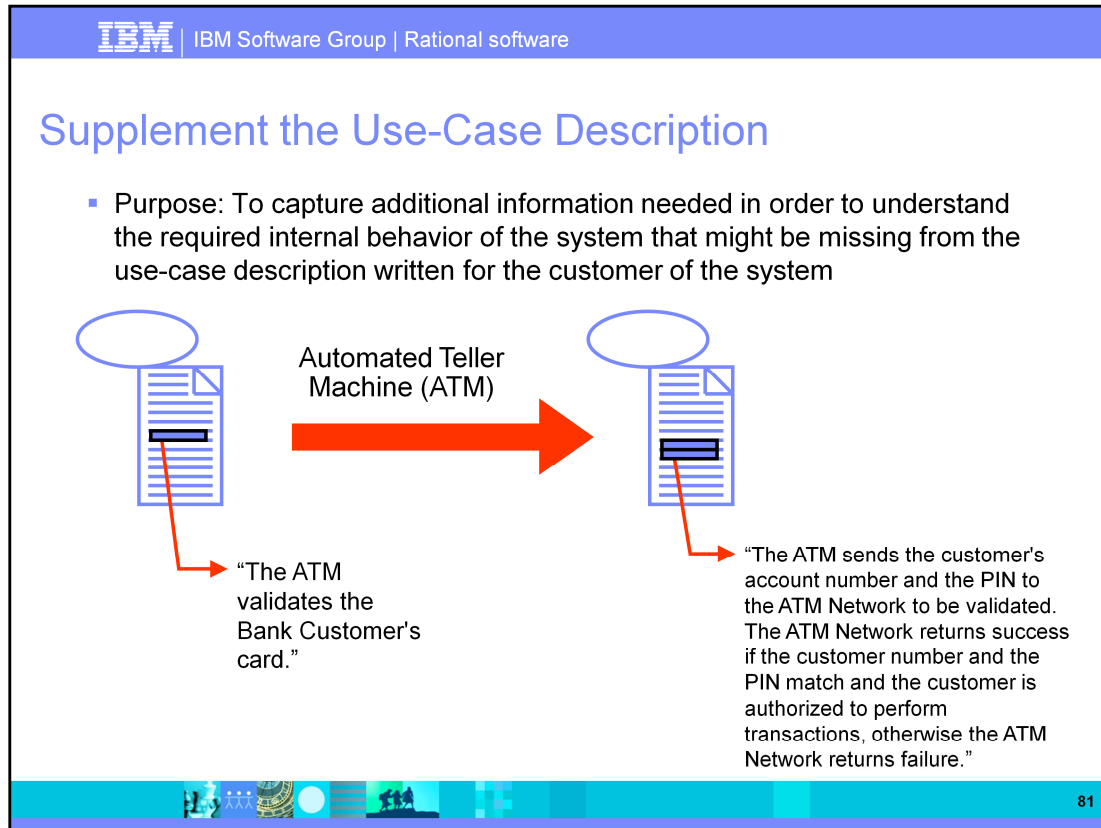 IBM | IBM Software Group | Rational software
Supplement the Use-Case Description
▪ Purpose: To capture additional information needed in order to understand
the required internal behavior of the system that might be missing from the
use-case description written for the customer of the system
Automated Teller
Machine (ATM)
“The ATM
validates the
Bank Customer's
card.”
“The ATM sends the customer's
account number and the PIN to
the ATM Network to be validated.
The ATM Network returns success
if the customer number and the
PIN match and the customer is
authorized to perform
transactions, otherwise the ATM
Network returns failure.”
81